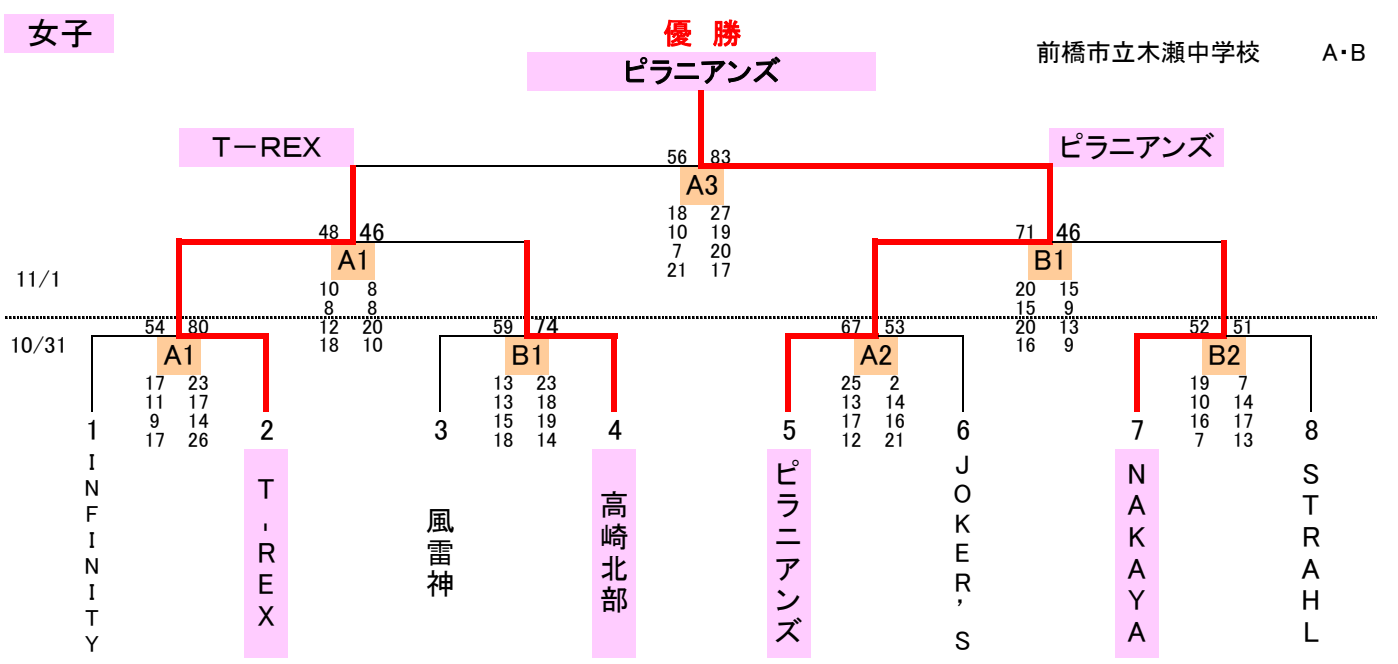 女子
優 勝
前橋市立木瀬中学校 A・B
ピラニアンズ
T－REX
ピラニアンズ
56 83
A3
18 27
10 19
7 20
21 17
48 46
A1
10 8
8 8
12 20
18 10
71 46
B1
20 15
15 9
20 13
16 9
11/1
10/31
54 80
A1
17 23
11 17
9 14
17 26
59 74
B1
13 23
13 18
15 19
18 14
67 53
A2
25 2
13 14
17 16
12 21
52 51
B2
19 7
10 14
16 17
7 13
1 2 3 4 5 6 7 8
INFINITY
T-REX
風雷神
高崎北部
ピラニアンズ
JOKER’S
NAKAYA
STRAHL